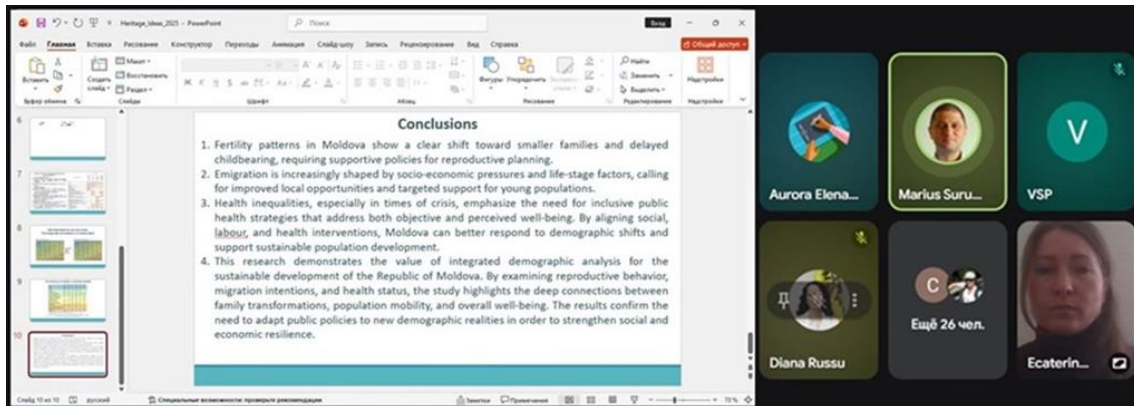 Heritage_Ideas_2025 - PowerPoint
Поиск
Вход
Файл Главная Вставка Рисование Конструктор Переходы Анимация Слайд-шоу Запись Рецензирование Вид Справка
Общий доступ
Вставить
Создать слайд
Макет
Восстановить
Раздел
Фигуры Упорядочить
Найти
Заменить
Выделить
Надстройки
Буфер обмена Слайды Шрифт Абзац Рисование Редактирование Надстройки
6
7
8
9
10
Conclusions
1. Fertility patterns in Moldova show a clear shift toward smaller families and delayed
childbearing, requiring supportive policies for reproductive planning.
2. Emigration is increasingly shaped by socio-economic pressures and life-stage factors, calling
for improved local opportunities and targeted support for young populations.
3. Health inequalities, especially in times of crisis, emphasize the need for inclusive public
health strategies that address both objective and perceived well-being. By aligning social,
labour, and health interventions, Moldova can better respond to demographic shifts and
support sustainable population development.
4. This research demonstrates the value of integrated demographic analysis for the
sustainable development of the Republic of Moldova. By examining reproductive behavior,
migration intentions, and health status, the study highlights the deep connections between
family transformations, population mobility, and overall well-being. The results confirm the
need to adapt public policies to new demographic realities in order to strengthen social and
economic resilience.
Слайд 10 из 10 русский Специальные возможности: проверьте рекомендации Заметки Примечания
Aurora Elena...
Marius Suru...
V
VSP
Diana Russu
C
Ещё 26 чел.
Ecaterin...